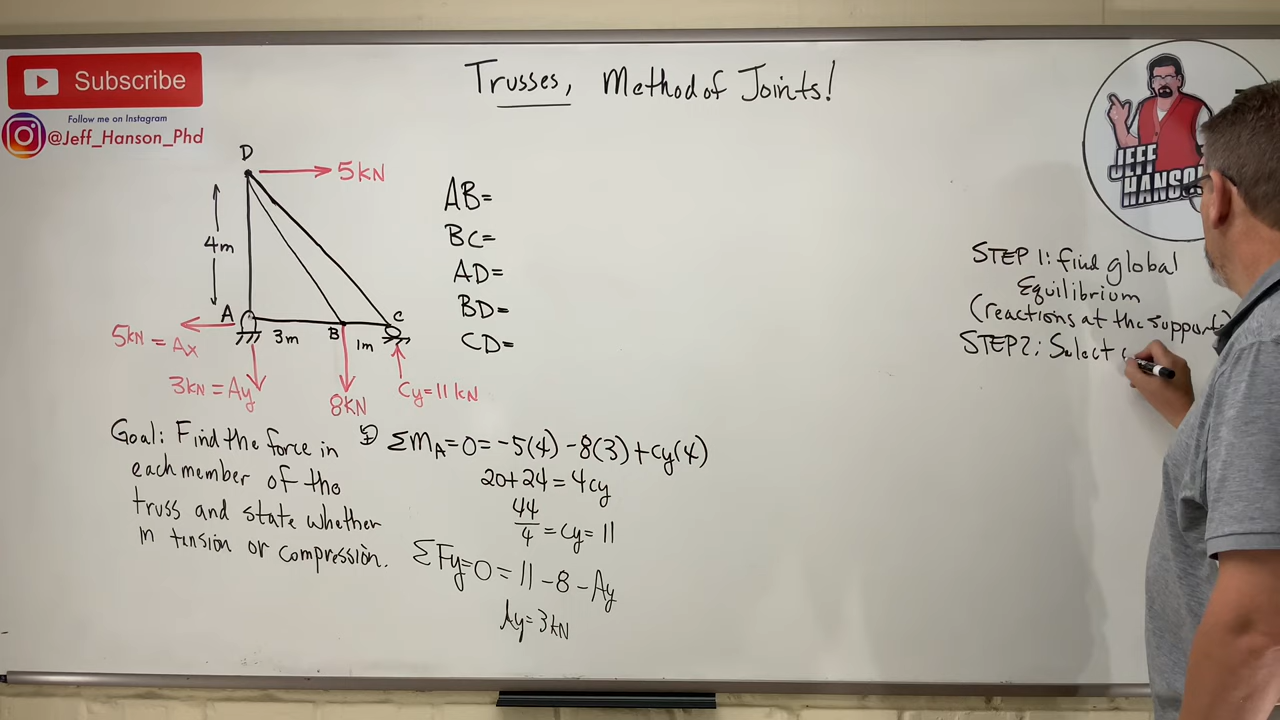 Subscribe
Follow me on Instagram
@Jeff_Hanson_Phd
Trusses, Method of Joints!
JEFF
HANSON
D
5kN
4m
A
3m
B
1m
C
5kN = Ax
3kN = Ay
8kN
Cy=11 kN
AB=
BC=
AD=
BD=
CD=
STEP 1: Find global
Equilibrium
(reactions at the supports)
STEP2: Select
Goal: Find the force in
each member of the
truss and state whether
in tension or compression.
ΣMA=0=-5(4)-8(3)+Cy(4)
20+24=4Cy
44/4=Cy=11
ΣFy=0=11-8-Ay
Ay=3kN